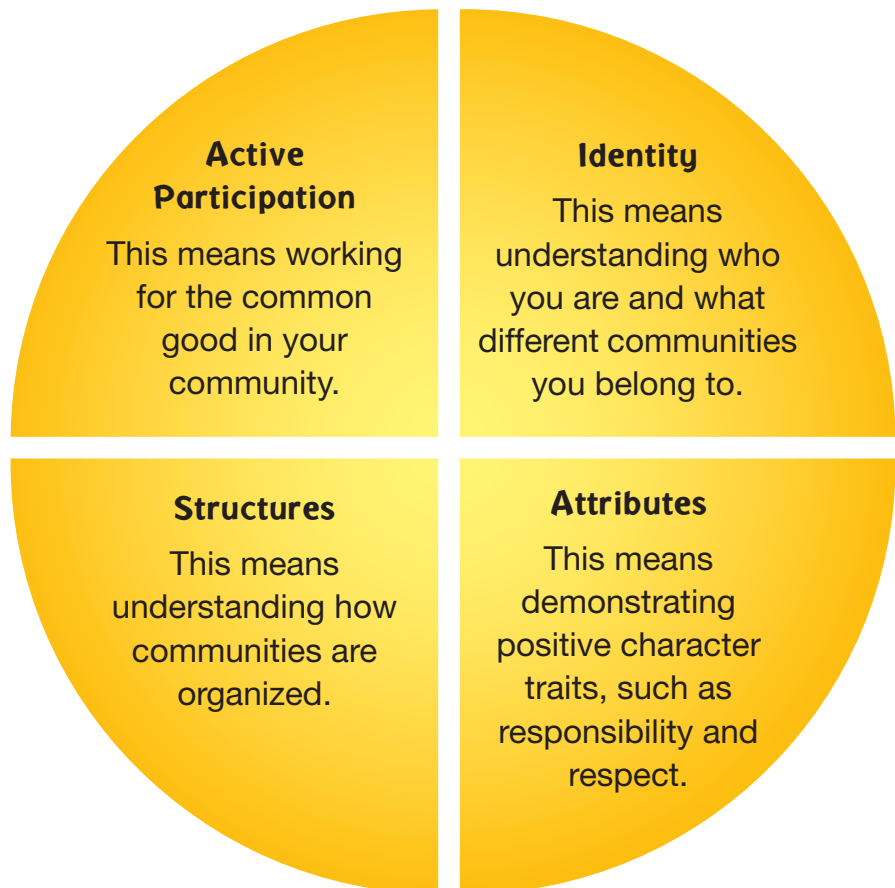 Active
Participation
This means working
for the common
good in your
community.
Identity
This means
understanding who
you are and what
different communities
you belong to.
Structures
This means
understanding how
communities are
organized.
Attributes
This means
demonstrating
positive character
traits, such as
responsibility and
respect.